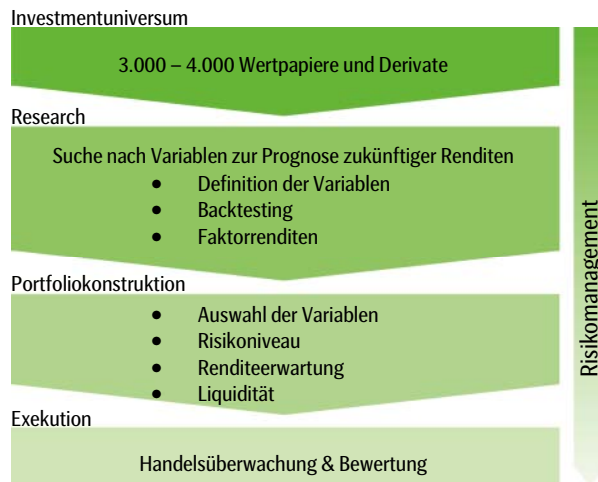 Investmentuniversum
3.000 – 4.000 Wertpapiere und Derivate
Research
Suche nach Variablen zur Prognose zukünftiger Renditen
• Definition der Variablen
• Backtesting
• Faktorrenditen
Portfoliokonstruktion
• Auswahl der Variablen
• Risikoniveau
• Renditeerwartung
• Liquidität
Exekution
Handelsüberwachung & Bewertung
Risikomanagement